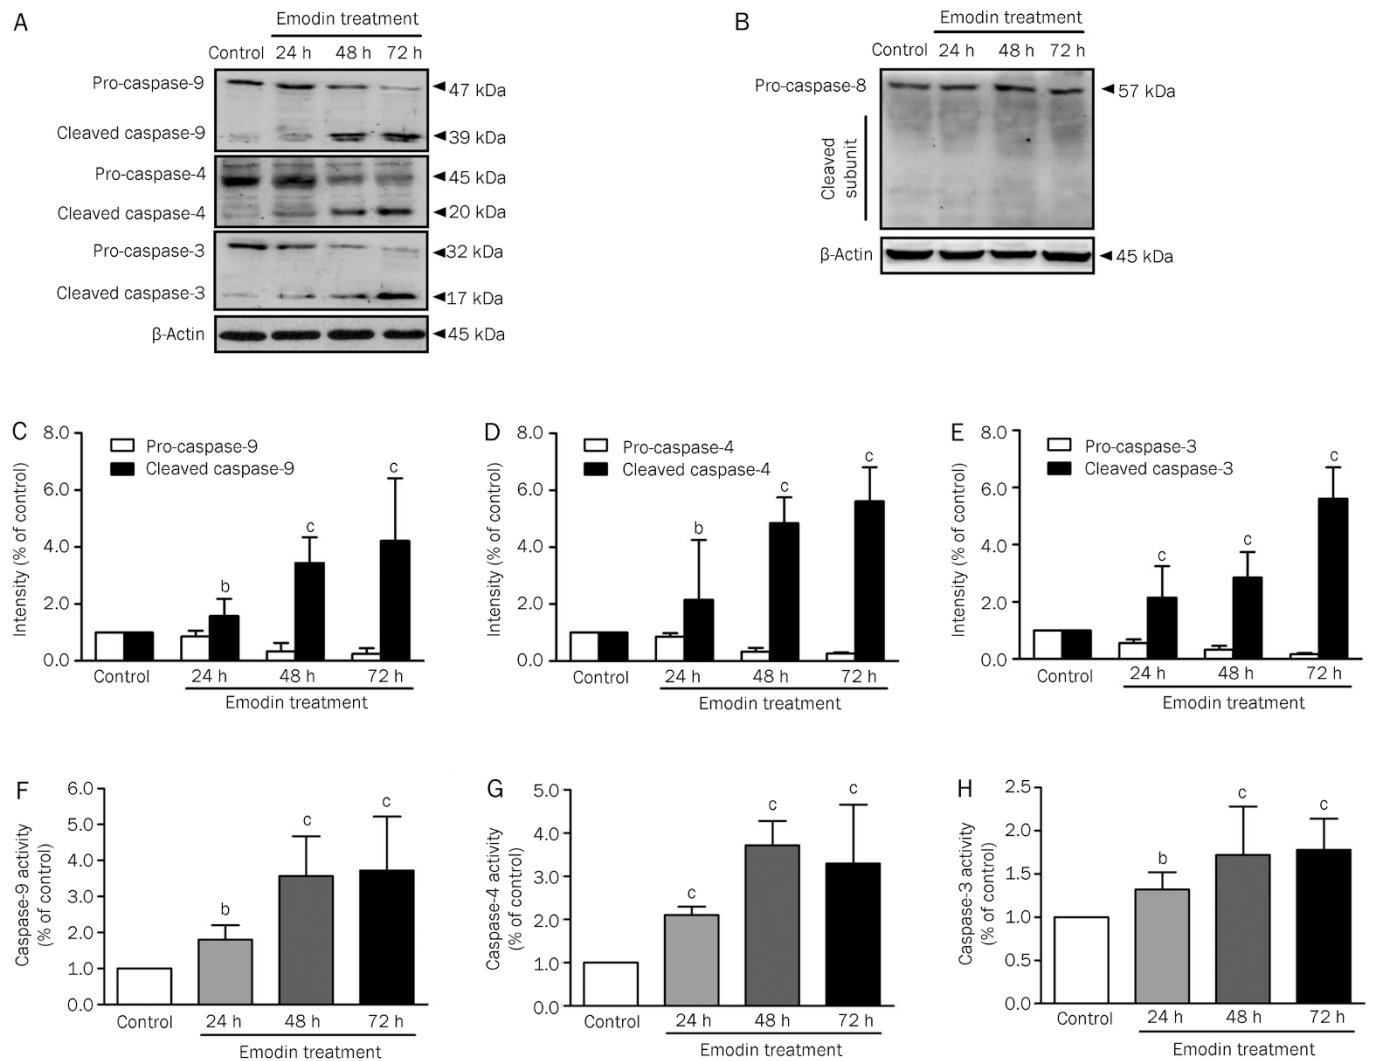 A
Emodin treatment
Control 24 h 48 h 72 h
Pro-caspase-9
47 kDa
Cleaved caspase-9
39 kDa
Pro-caspase-4
45 kDa
Cleaved caspase-4
20 kDa
Pro-caspase-3
32 kDa
Cleaved caspase-3
17 kDa
β-Actin
45 kDa
B
Emodin treatment
Control 24 h 48 h 72 h
Pro-caspase-8
57 kDa
Cleaved
subunit
β-Actin
45 kDa
C
8.0
6.0
4.0
2.0
0.0
Intensity (% of control)
Pro-caspase-9
Cleaved caspase-9
b
c
c
Control 24 h 48 h 72 h
Emodin treatment
D
8.0
6.0
4.0
2.0
0.0
Intensity (% of control)
Pro-caspase-4
Cleaved caspase-4
b
c
c
Control 24 h 48 h 72 h
Emodin treatment
E
8.0
6.0
4.0
2.0
0.0
Intensity (% of control)
Pro-caspase-3
Cleaved caspase-3
c
c
c
Control 24 h 48 h 72 h
Emodin treatment
F
6.0
5.0
4.0
3.0
2.0
1.0
0.0
Caspase-9 activity
(% of control)
b
c
c
Control 24 h 48 h 72 h
Emodin treatment
G
5.0
4.0
3.0
2.0
1.0
0.0
Caspase-4 activity
(% of control)
c
c
c
Control 24 h 48 h 72 h
Emodin treatment
H
2.5
2.0
1.5
1.0
0.5
0.0
Caspase-3 activity
(% of control)
b
c
c
Control 24 h 48 h 72 h
Emodin treatment